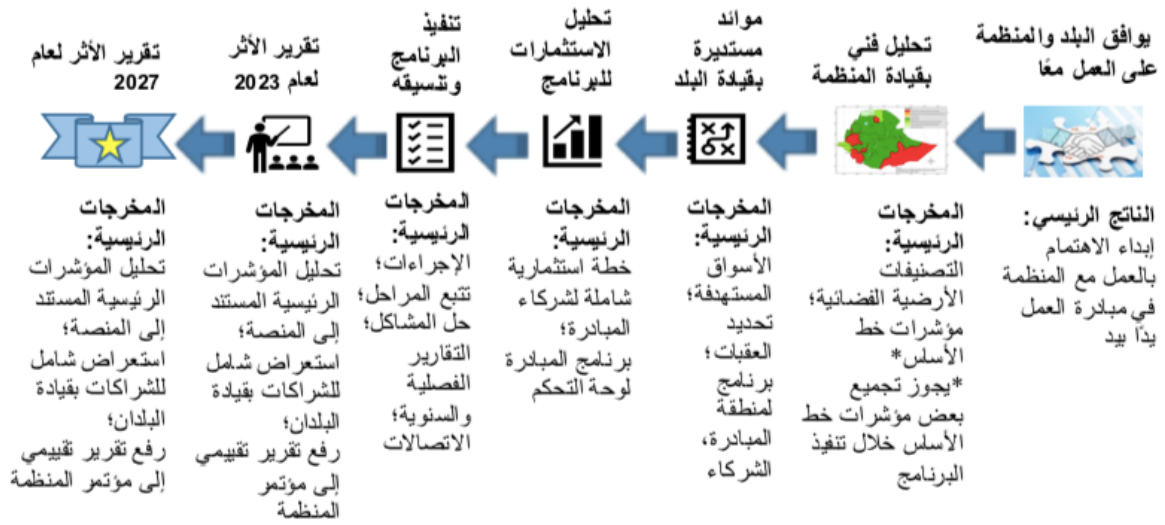 يوافق البلد والمنظمة
على العمل معًا
تحليل فني
بقيادة المنظمة
موائد
مستديرة
بقيادة البلد
تحليل
الاستثمارات
للبرنامج
تنفيذ
البرنامج
وتنسيقه
تقرير الأثر
لعام 2023
تقرير الأثر لعام
2027
الناتج الرئيسي:
إبداء الاهتمام
بالعمل مع المنظمة
في مبادرة العمل
يدًا بيد
المخرجات
الرئيسية:
التصنيفات
الأرضية الفضائية؛
مؤشرات خط
الأساس*
*يجوز تجميع
بعض مؤشرات خط
الأساس خلال تنفيذ
البرنامج
المخرجات
الرئيسية:
الأسواق
المستهدفة؛
تحديد
العقبات؛
برنامج
لمنطقة
المبادرة،
الشركاء
المخرجات
الرئيسية:
خطة استثمارية
شاملة لشركاء
المبادرة؛
برنامج المبادرة
لوحة التحكم
المخرجات
الرئيسية:
الإجراءات؛
تتبع المراحل؛
حل المشاكل؛
التقارير
الفصلية
والسنوية؛
الاتصالات
المخرجات
الرئيسية:
تحليل المؤشرات
الرئيسية المستند
إلى المنصة؛
استعراض شامل
للشراكات بقيادة
البلدان؛
رفع تقرير تقييمي
إلى مؤتمر
المنظمة
المخرجات
الرئيسية:
تحليل المؤشرات
الرئيسية المستند
إلى المنصة؛
استعراض شامل
للشراكات بقيادة
البلدان؛
رفع تقرير تقييمي
إلى مؤتمر المنظمة